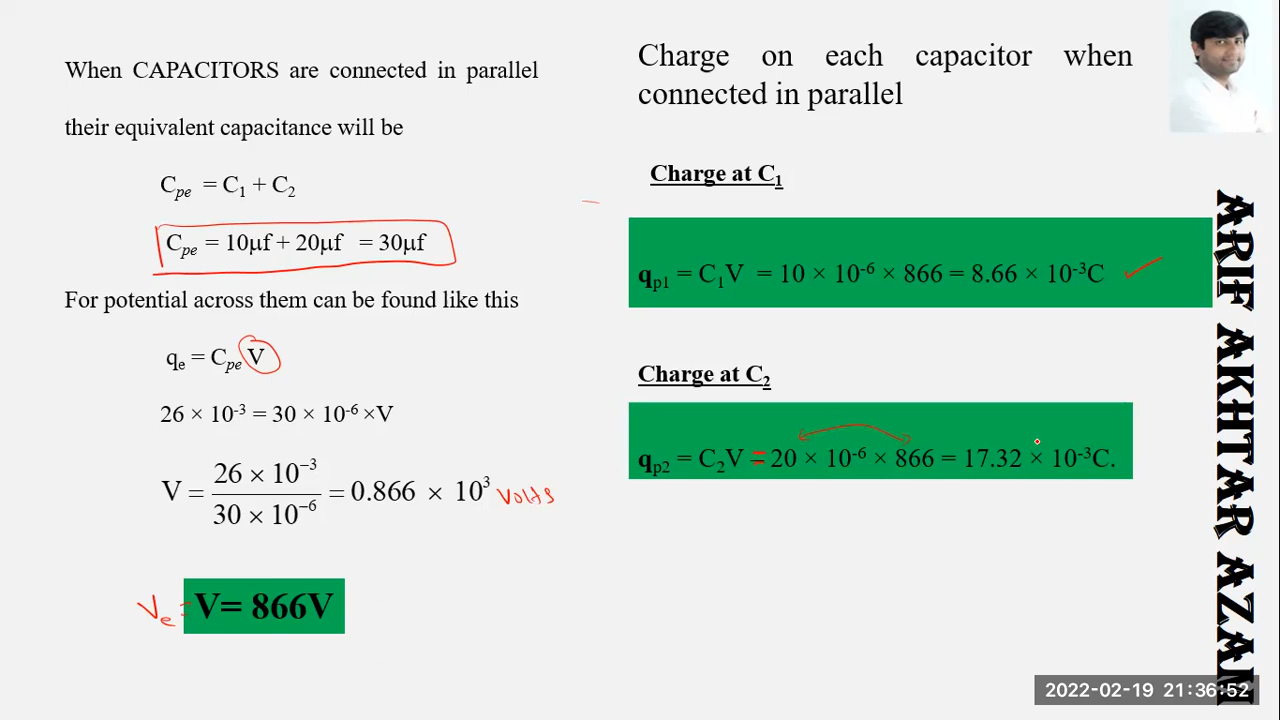 When CAPACITORS are connected in parallel
their equivalent capacitance will be
C_pe = C₁ + C₂
C_pe = 10μf + 20μf = 30μf
For potential across them can be found like this
qₑ = C_pe V
26 × 10⁻³ = 30 × 10⁻⁶ ×V
V = (26 × 10⁻³)/(30 × 10⁻⁶) = 0.866 × 10³ VoltS
Vₑ = V= 866V
Charge on each capacitor when
connected in parallel
Charge at C₁
q_p1 = C₁V = 10 × 10⁻⁶ × 866 = 8.66 × 10⁻³C
Charge at C₂
q_p2 = C₂V = 20 × 10⁻⁶ × 866 = 17.32 × 10⁻³C.
ARIF AKHTAR AZAM
2022-02-19 21:36:52